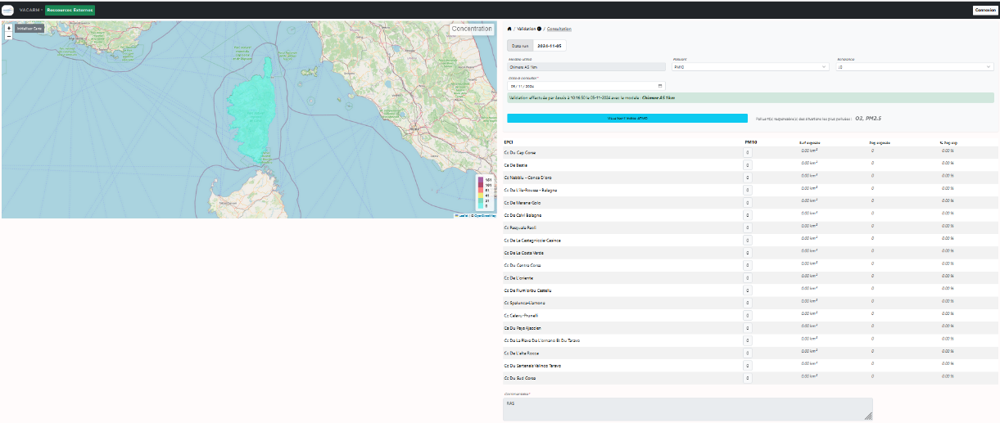 VACARM
Ressources Externes
Connexion
+
Initialiser Carte
−
Concentration
151
101
51
41
21
0
Leaflet | © OpenStreetMap
/ Validation / Consultation
Date run 2024-11-05
Modèle utilisé
Polluant
Echéance
Chimere AS 1km
PM10
J0
Date à consulter*
05/11/2024
Validation effectuée par Anaïs à 10:16:50 le 05-11-2024 avec le modèle : Chimere AS 1km
Visualiser l'indice ATMO
Polluant(s) responsable(s) des situations les plus polluées : O3, PM2.5
EPCI PM10 Surf exposée Pop exposée % Pop exp
Cc Du Cap Corse 0 0.00 km² 0 0.00 %
Ca De Bastia 0 0.00 km² 0 0.00 %
Cc Nebbiu - Conca D'oro 0 0.00 km² 0 0.00 %
Cc De L'île-Rousse - Balagne 0 0.00 km² 0 0.00 %
Cc De Marana-Golo 0 0.00 km² 0 0.00 %
Cc De Calvi Balagne 0 0.00 km² 0 0.00 %
Cc Pasquale Paoli 0 0.00 km² 0 0.00 %
Cc De La Castagniccia-Casinca 0 0.00 km² 0 0.00 %
Cc De La Costa Verde 0 0.00 km² 0 0.00 %
Cc Du Centre Corse 0 0.00 km² 0 0.00 %
Cc De L'oriente 0 0.00 km² 0 0.00 %
Cc De Fium'orbu Castellu 0 0.00 km² 0 0.00 %
Cc Spelunca-Liamone 0 0.00 km² 0 0.00 %
Cc Celavu-Prunelli 0 0.00 km² 0 0.00 %
Ca Du Pays Ajaccien 0 0.00 km² 0 0.00 %
Cc De La Pieve De L'ornano Et Du Taravo 0 0.00 km² 0 0.00 %
Cc De L'alta Rocca 0 0.00 km² 0 0.00 %
Cc Du Sartenais Valinco Taravo 0 0.00 km² 0 0.00 %
Cc Du Sud Corse 0 0.00 km² 0 0.00 %
Commentaire*
RAS